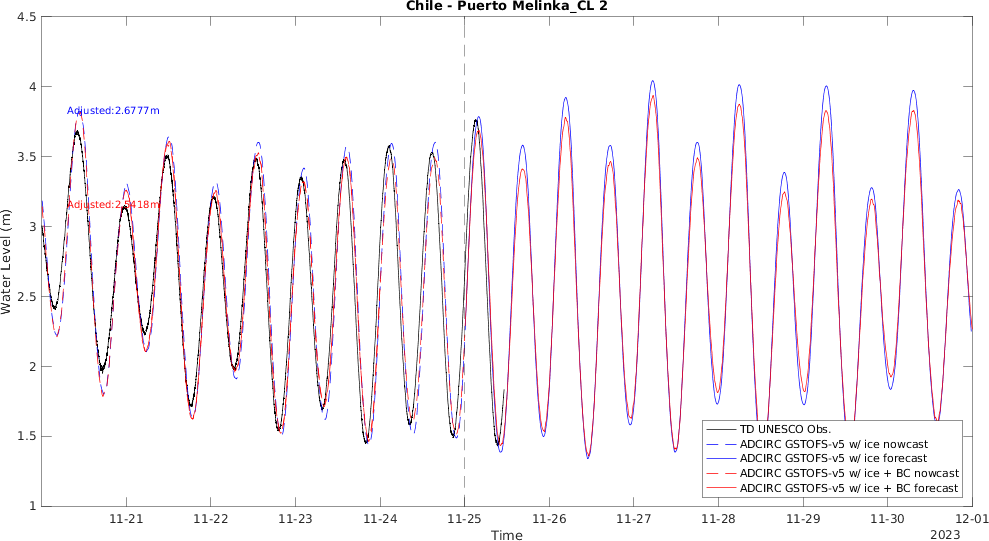 Chile - Puerto Melinka_CL 2
4.5
4
3.5
3
2.5
2
1.5
1
Water Level (m)
Adjusted:2.6777m
Adjusted:2.5418m
TD UNESCO Obs.
ADCIRC GSTOFS-v5 w/ ice nowcast
ADCIRC GSTOFS-v5 w/ ice forecast
ADCIRC GSTOFS-v5 w/ ice + BC nowcast
ADCIRC GSTOFS-v5 w/ ice + BC forecast
11-21 11-22 11-23 11-24 11-25 11-26 11-27 11-28 11-29 11-30 12-01
Time
2023